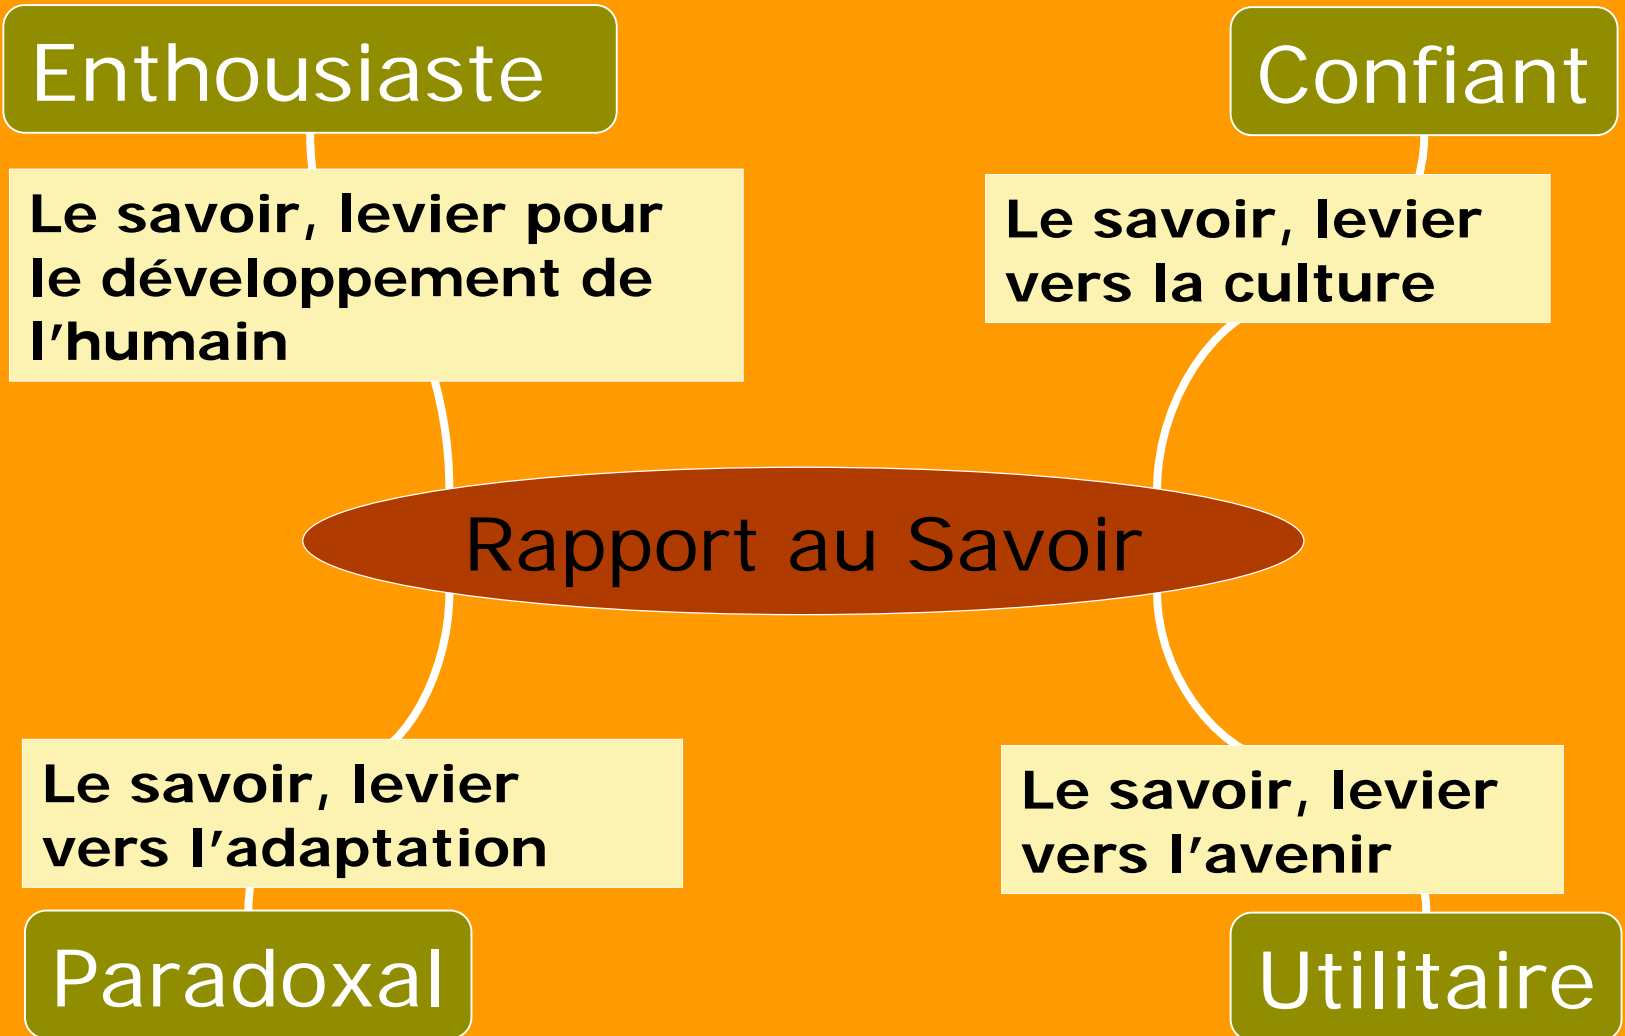 Enthousiaste
Confiant
Le savoir, levier pour
le développement de
l’humain
Le savoir, levier
vers la culture
Rapport au Savoir
Le savoir, levier
vers l’adaptation
Le savoir, levier
vers l’avenir
Paradoxal
Utilitaire